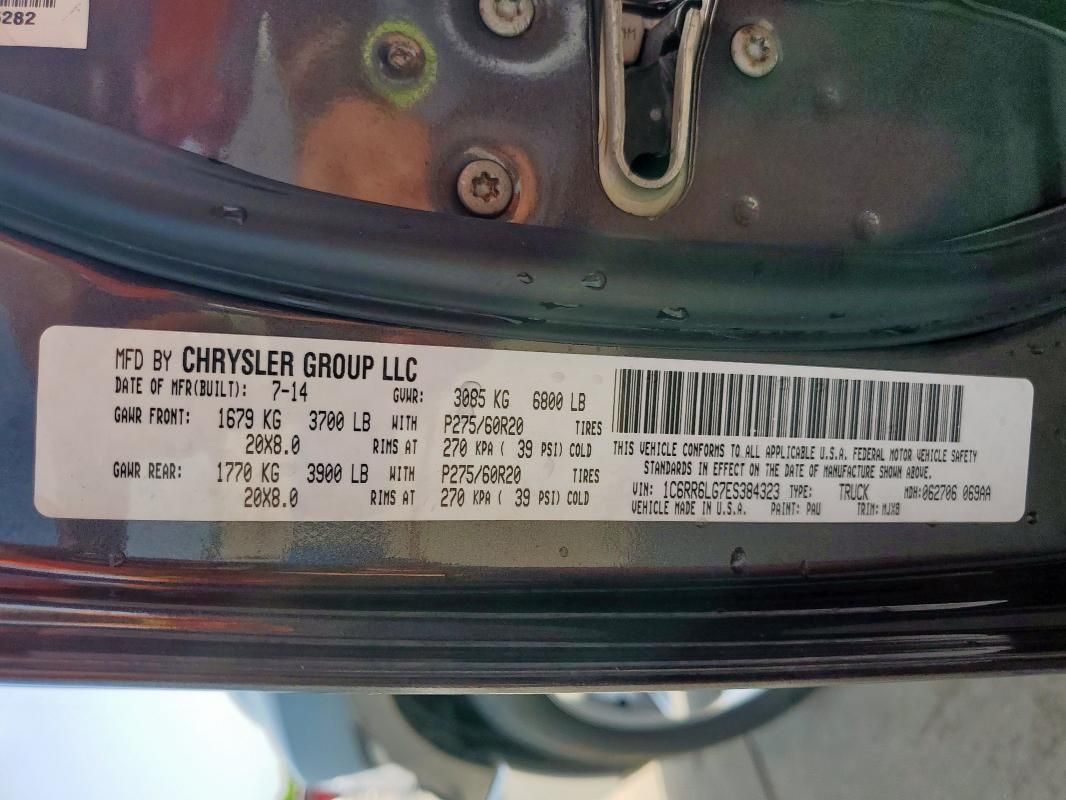 282
MFD BY CHRYSLER GROUP LLC
DATE OF MFR(BUILT): 7-14 GVWR: 3085 KG 6800 LB
GAWR FRONT: 1679 KG 3700 LB WITH P275/60R20 TIRES
20X8.0 RIMS AT 270 KPA ( 39 PSI) COLD
GAWR REAR: 1770 KG 3900 LB WITH P275/60R20 TIRES
20X8.0 RIMS AT 270 KPA ( 39 PSI) COLD
THIS VEHICLE CONFORMS TO ALL APPLICABLE U.S.A. FEDERAL MOTOR VEHICLE SAFETY
STANDARDS IN EFFECT ON THE DATE OF MANUFACTURE SHOWN ABOVE.
VIN: 1C6RR6LG7ES384323 TYPE: TRUCK MDH: 062706 069AA
VEHICLE MADE IN U.S.A. PAINT: PAU TRIM: MJX8